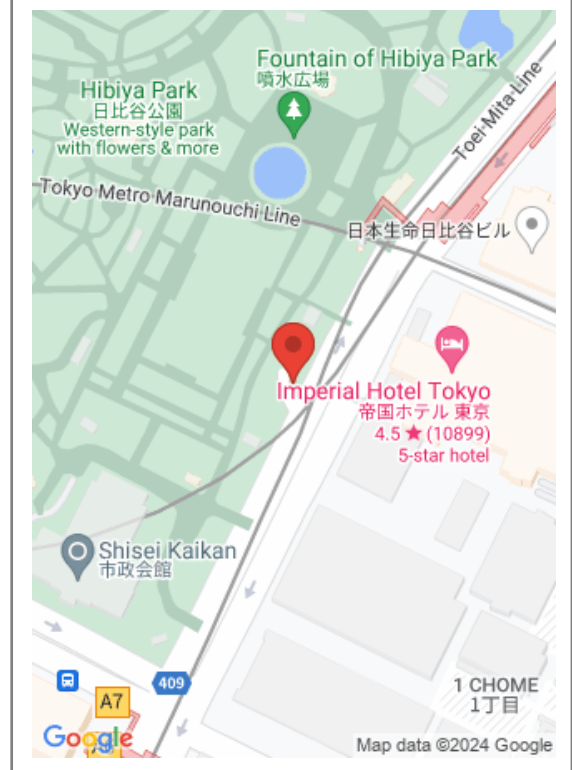 Fountain of Hibiya Park
噴水広場
Hibiya Park
日比谷公園
Western-style park
with flowers & more
Toei-Mita-Line
Tokyo Metro Marunouchi Line
日本生命日比谷ビル
Imperial Hotel Tokyo
帝国ホテル 東京
4.5 ★ (10899)
5-star hotel
Shisei Kaikan
市政会館
409
A7
1 CHOME
1丁目
Google
Map data ©2024 Google